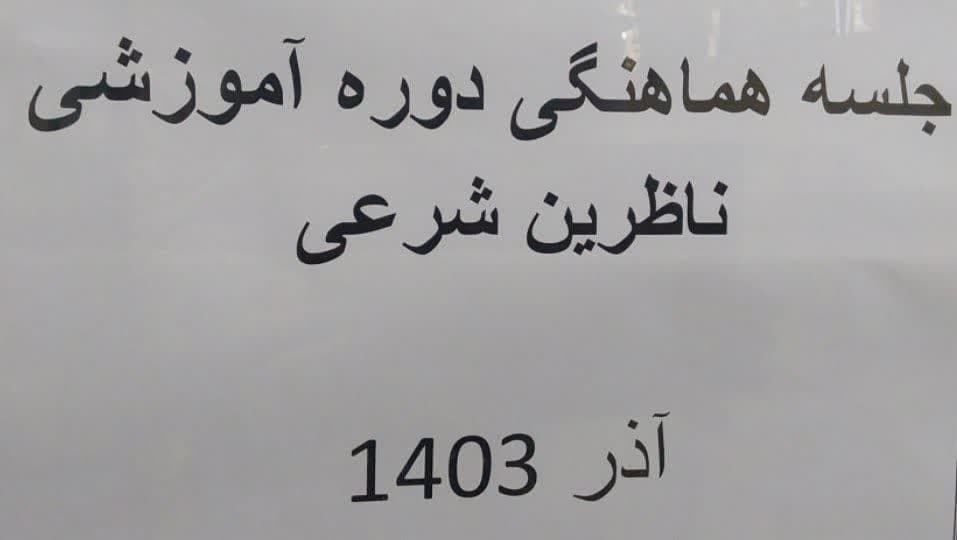 جلسه هماهنگی دوره آموزشی
ناظرین شرعی
آذر 1403